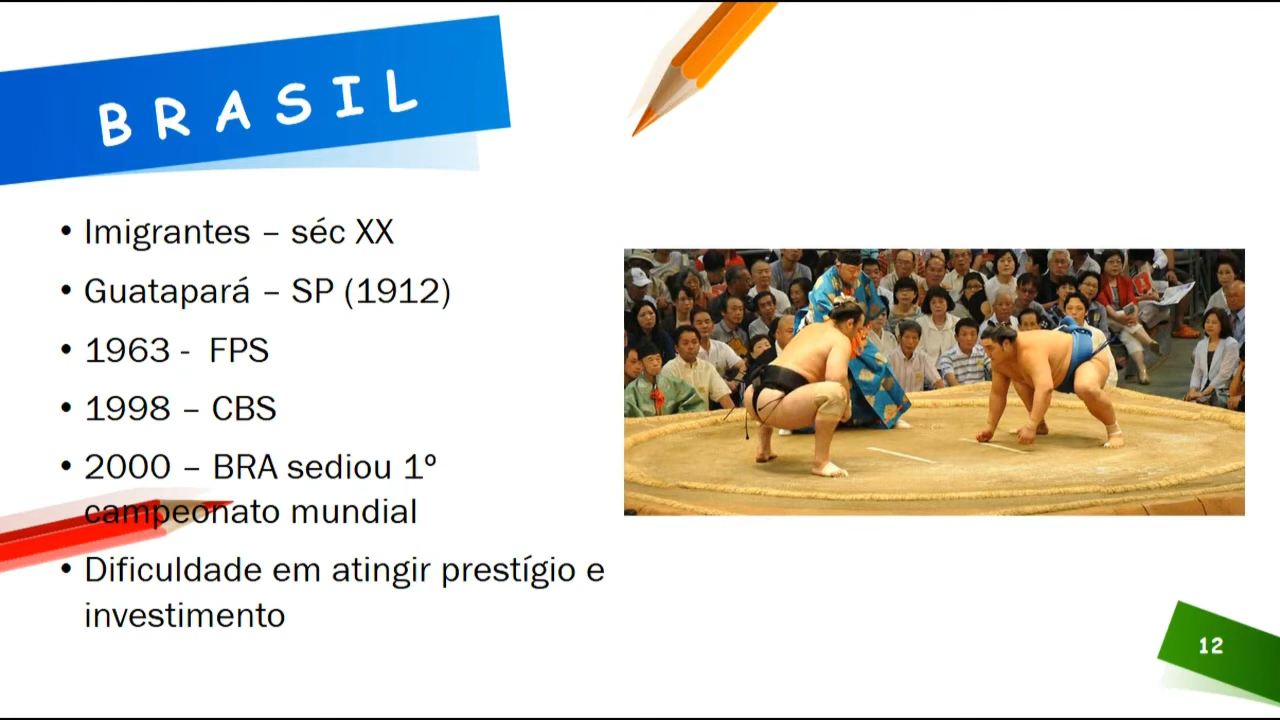 BRASIL
• Imigrantes – séc XX
• Guatapará – SP (1912)
• 1963 - FPS
• 1998 – CBS
• 2000 – BRA sediou 1º
campeonato mundial
• Dificuldade em atingir prestígio e
investimento
12